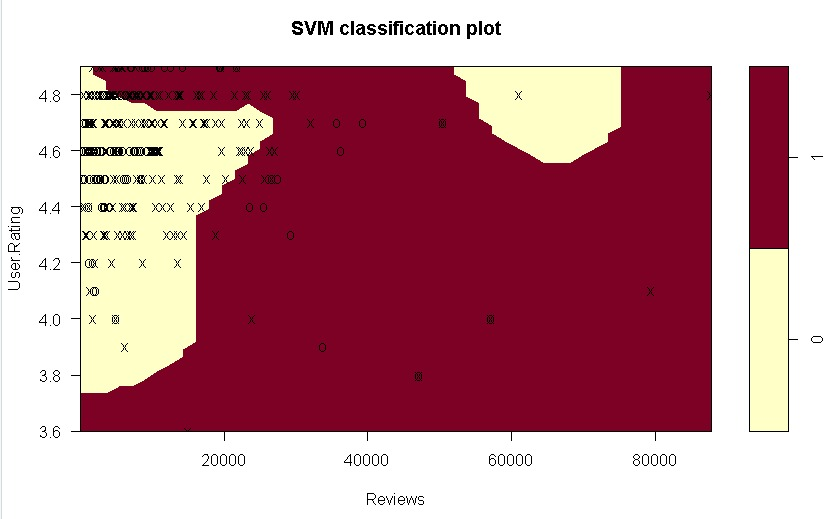 SVM classification plot
4.8
4.6
4.4
4.2
4.0
3.8
3.6
User.Rating
20000 40000 60000 80000
Reviews
1
0